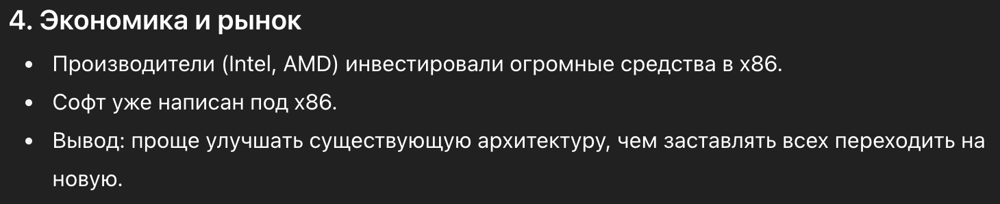 4. Экономика и рынок
• Производители (Intel, AMD) инвестировали огромные средства в x86.
• Софт уже написан под x86.
• Вывод: проще улучшать существующую архитектуру, чем заставлять всех переходить на
новую.